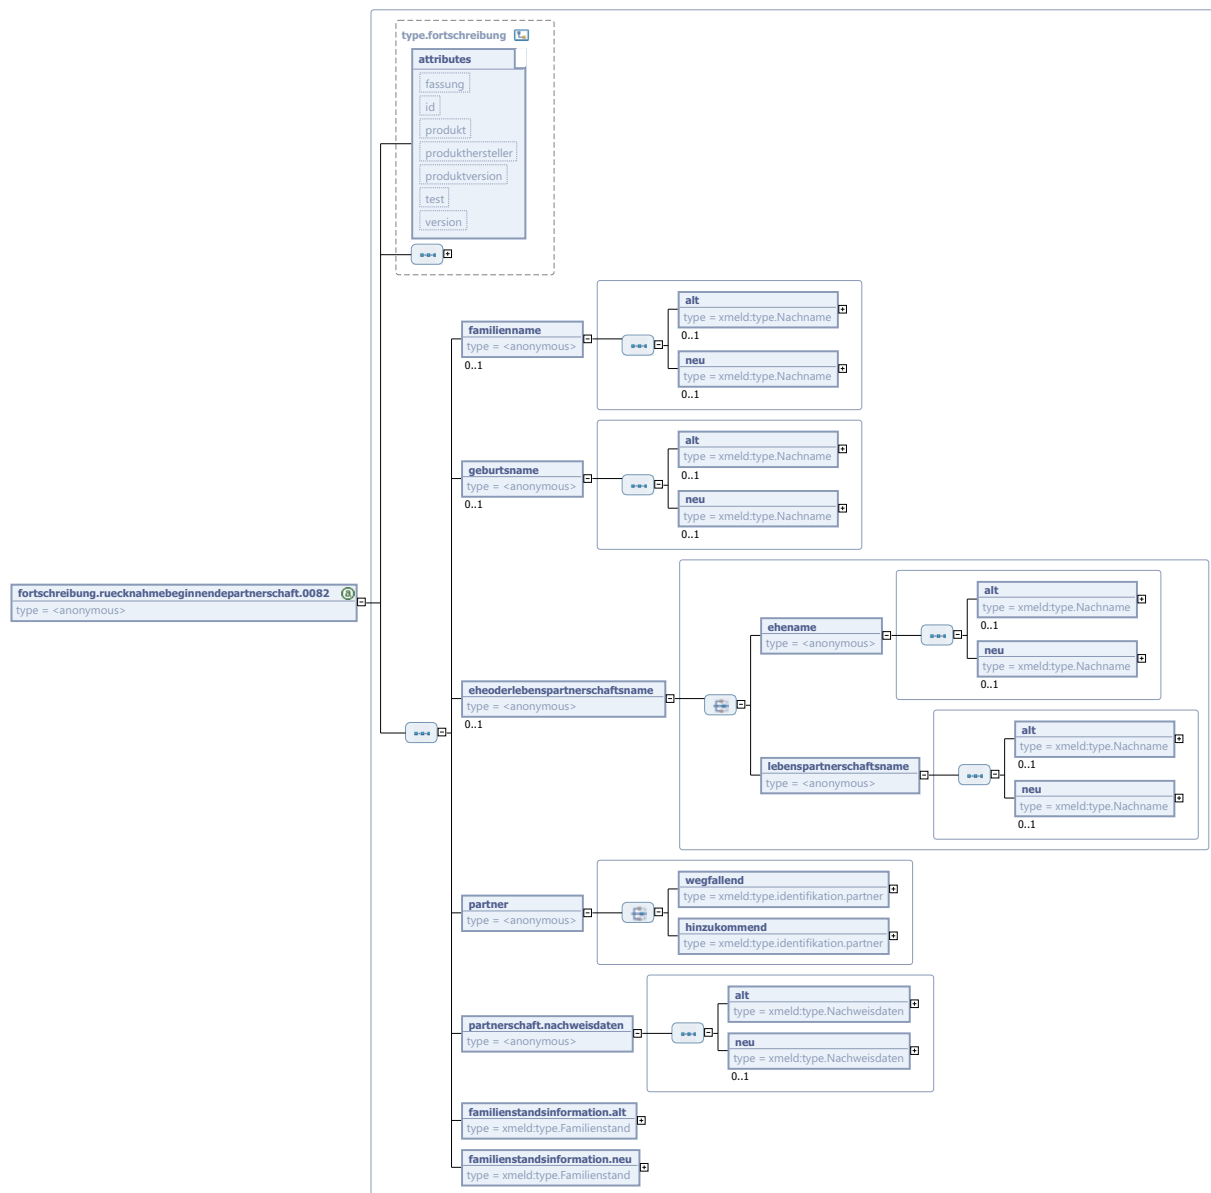 type.fortschreibung
attributes
fassung
id
produkt
produkthersteller
produktversion
test
version
familienname
type = <anonymous>
0..1
alt
type = xmeld:type.Nachname
0..1
neu
type = xmeld:type.Nachname
0..1
geburtsname
type = <anonymous>
0..1
alt
type = xmeld:type.Nachname
0..1
neu
type = xmeld:type.Nachname
0..1
fortschreibung.ruecknahmebeginnendepartnerschaft.0082 a
type = <anonymous>
eheoderlebenspartnerschaftsname
type = <anonymous>
0..1
ehename
type = <anonymous>
alt
type = xmeld:type.Nachname
0..1
neu
type = xmeld:type.Nachname
0..1
lebenspartnerschaftsname
type = <anonymous>
alt
type = xmeld:type.Nachname
0..1
neu
type = xmeld:type.Nachname
0..1
partner
type = <anonymous>
wegfallend
type = xmeld:type.identifikation.partner
hinzukommend
type = xmeld:type.identifikation.partner
partnerschaft.nachweisdaten
type = <anonymous>
alt
type = xmeld:type.Nachweisdaten
neu
type = xmeld:type.Nachweisdaten
0..1
familienstandsinformation.alt
type = xmeld:type.Familienstand
familienstandsinformation.neu
type = xmeld:type.Familienstand